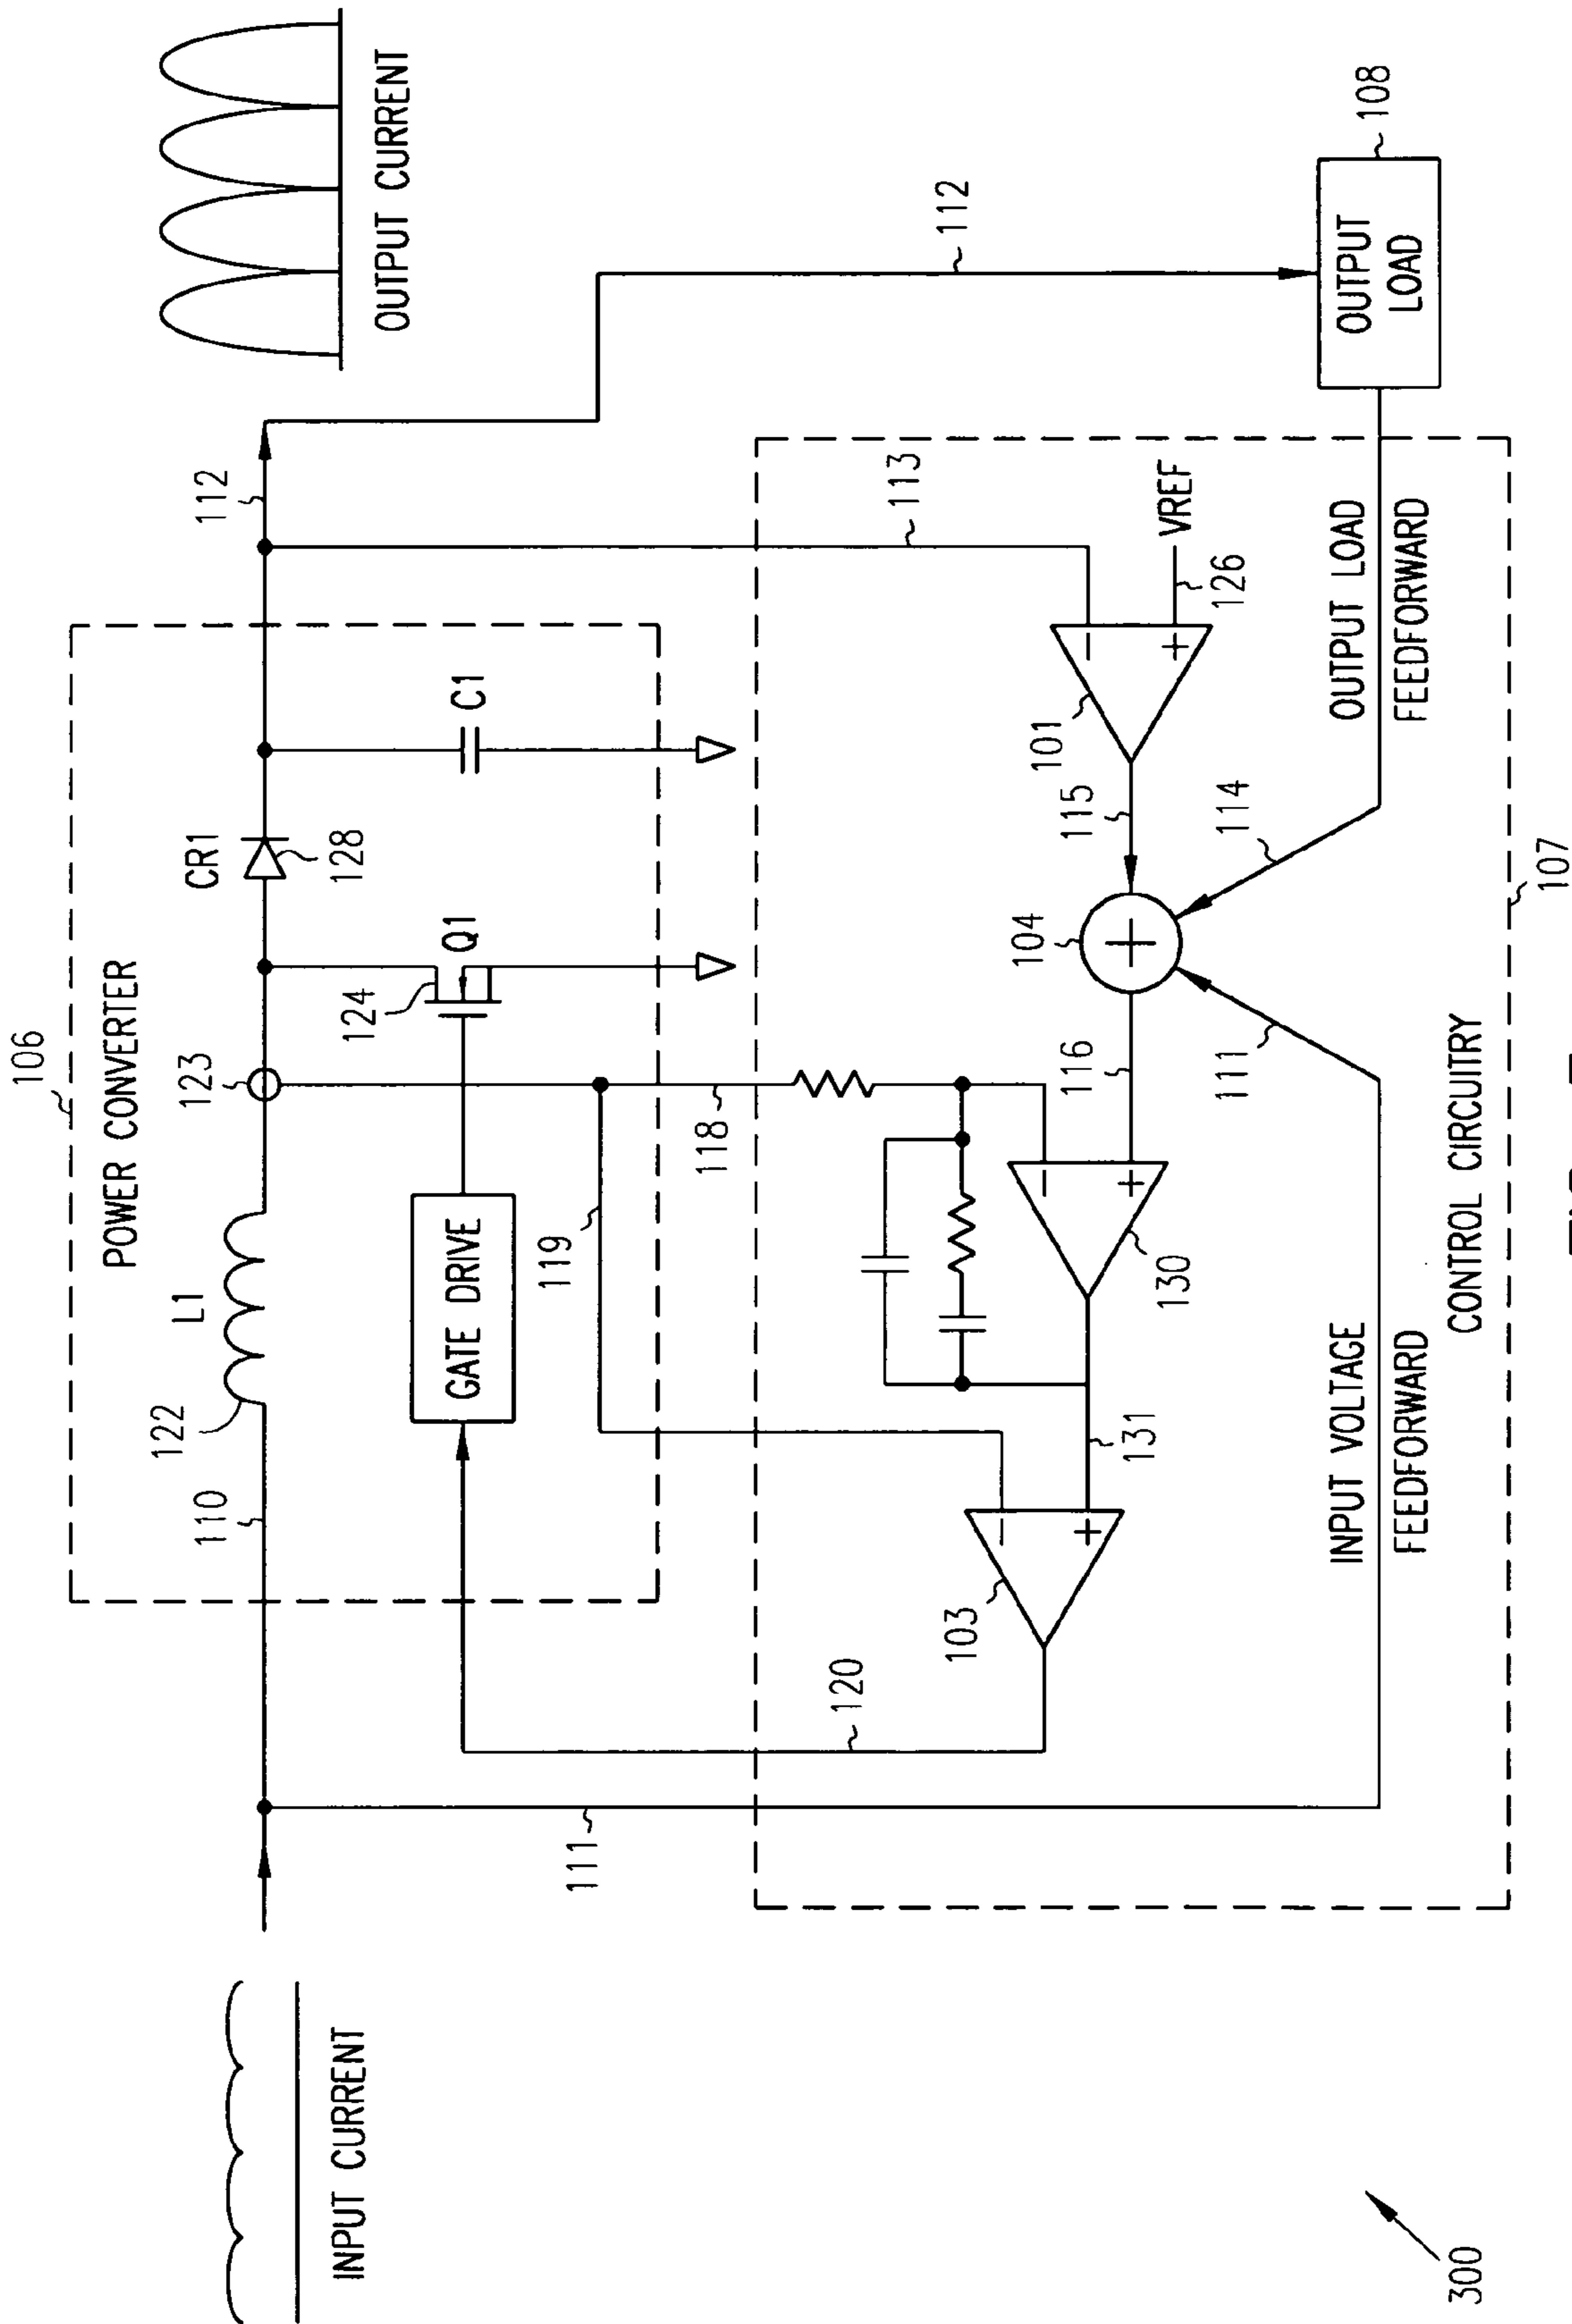 106
POWER CONVERTER
110
122
L1
123
CR1
128
112
OUTPUT CURRENT
INPUT CURRENT
GATE DRIVE
124
Q1
C1
119
118
113
112
111
120
103
131
130
116
104
115
101
126
VREF
−
+
−
+
−
+
+
INPUT VOLTAGE
FEEDFORWARD
111
114
OUTPUT LOAD
FEEDFORWARD
OUTPUT
LOAD
108
CONTROL CIRCUITRY
107
300